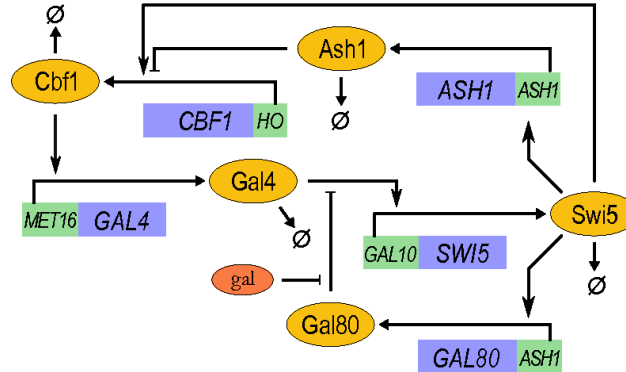 Ø
Cbf1
Ash1
CBF1 HO
Ø
ASH1 ASH1
MET16 GAL4
Gal4
Ø
gal
Gal80
GAL10 SWI5
Swi5
Ø
GAL80 ASH1